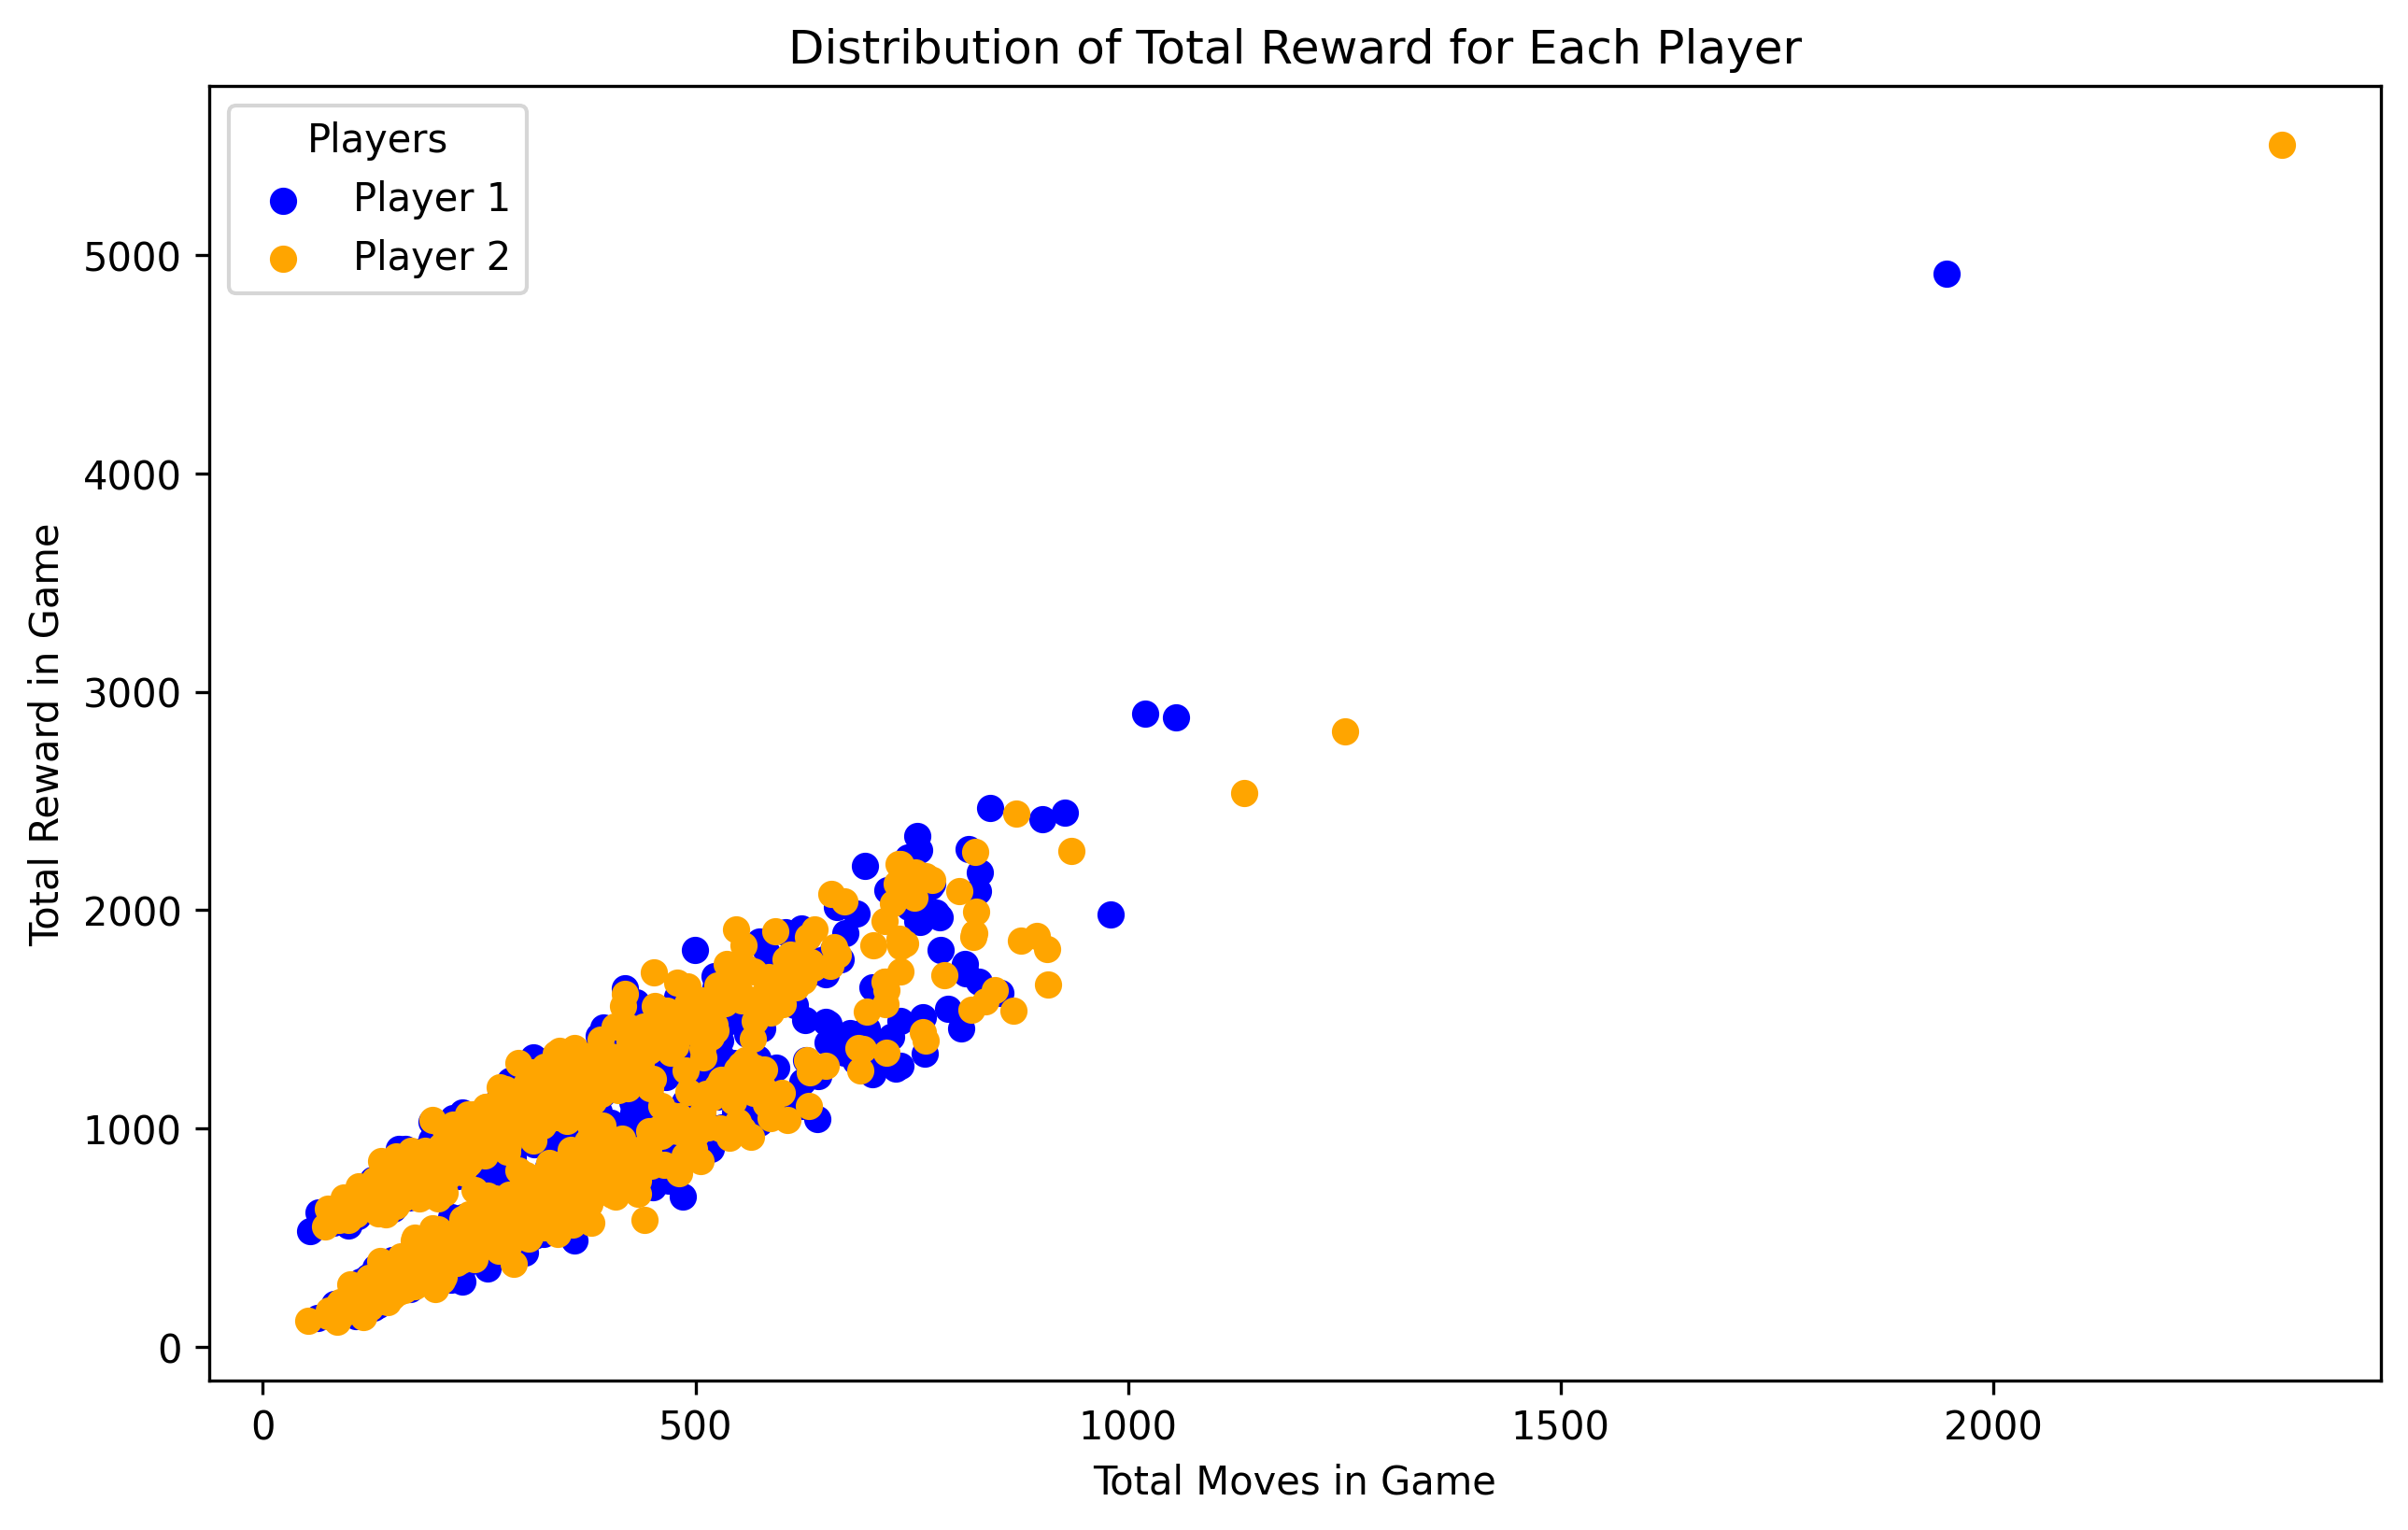 Distribution of Total Reward for Each Player
Players
Player 1
Player 2
Total Reward in Game
5000
4000
3000
2000
1000
0
0 500 1000 1500 2000
Total Moves in Game